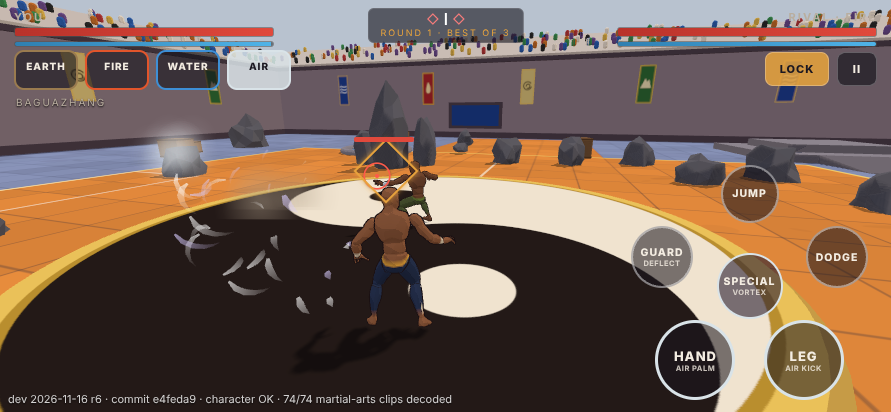 YOU
RIVAL
ROUND 1 · BEST OF 3
EARTH
FIRE
WATER
AIR
LOCK
BAGUAZHANG
JUMP
GUARD
DEFLECT
DODGE
SPECIAL
VORTEX
HAND
AIR PALM
LEG
AIR KICK
dev 2026-11-16 r6 · commit e4feda9 · character OK · 74/74 martial-arts clips decoded